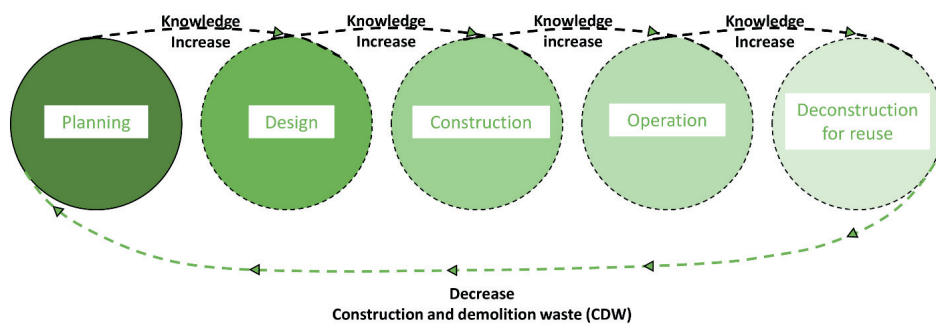 Knowledge
Increase
Knowledge
Increase
Knowledge
increase
Knowledge
Increase
Planning
Design
Construction
Operation
Deconstruction
for reuse
Decrease
Construction and demolition waste (CDW)